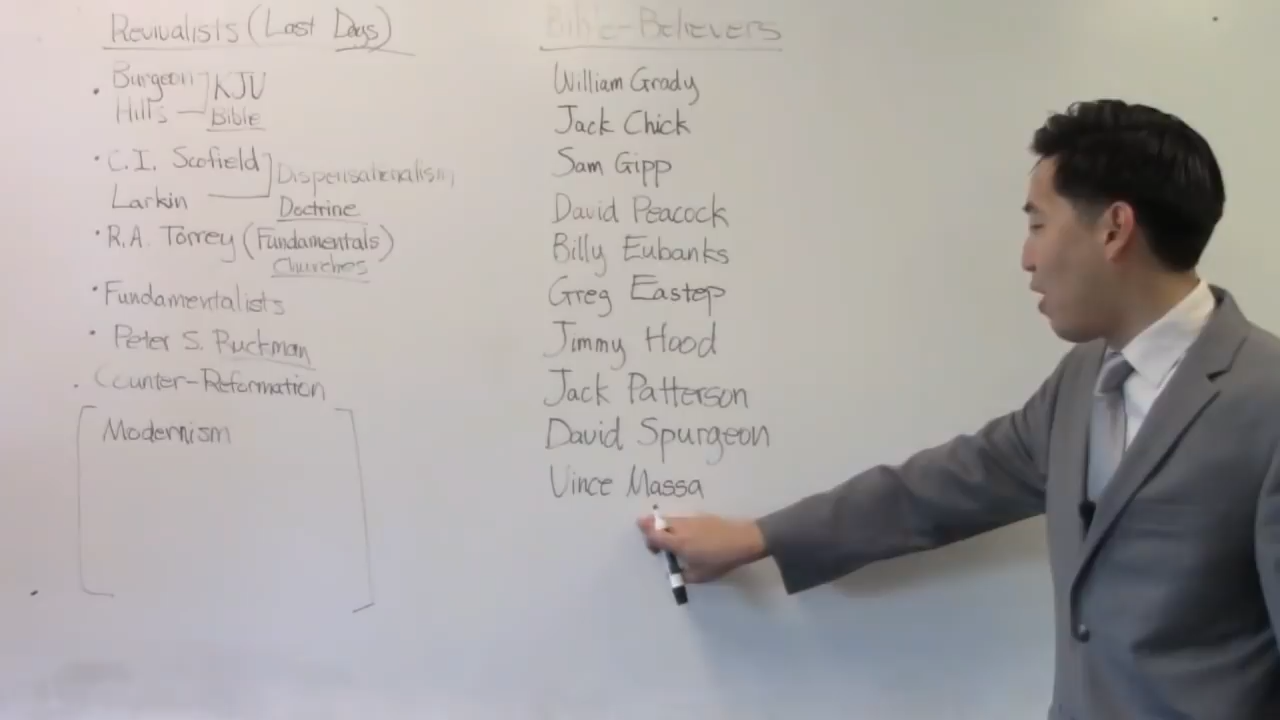 Revivalists (Last Days)
• Burgeon
Hills
KJV
Bible
• C.I. Scofield
Larkin
Dispensationalism,
Doctrine
• R.A. Torrey (Fundamentals)
Churches
• Fundamentalists
• Peter S. Ruckman
• Counter-Reformation
Modernism
Bible-Believers
William Grady
Jack Chick
Sam Gipp
David Peacock
Billy Eubanks
Greg Eastep
Jimmy Hood
Jack Patterson
David Spurgeon
Vince Massa